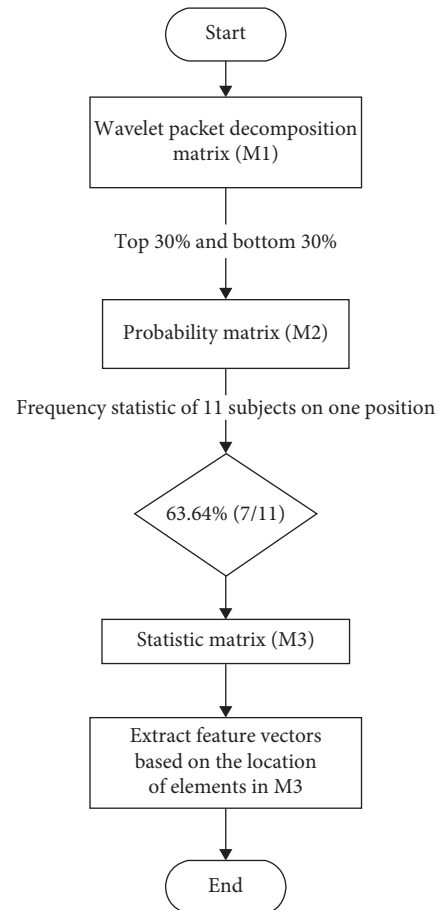 Start
Wavelet packet decomposition
matrix (M1)
Top 30% and bottom 30%
Probability matrix (M2)
Frequency statistic of 11 subjects on one position
63.64% (7/11)
Statistic matrix (M3)
Extract feature vectors
based on the location
of elements in M3
End